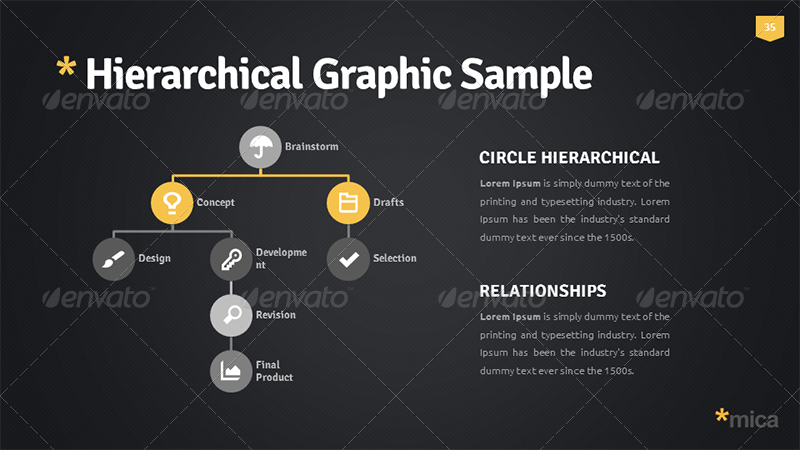 35
* Hierarchical Graphic Sample
envato envato envato envato
Brainstorm
Concept
Drafts
Design
Developme
nt
Selection
Revision
Final
Product
CIRCLE HIERARCHICAL
Lorem Ipsum is simply dummy text of the
printing and typesetting industry. Lorem
Ipsum has been the industry's standard
dummy text ever since the 1500s.
envato envato envato envato
RELATIONSHIPS
Lorem Ipsum is simply dummy text of the
printing and typesetting industry. Lorem
Ipsum has been the industry's standard
dummy text ever since the 1500s.
*mica